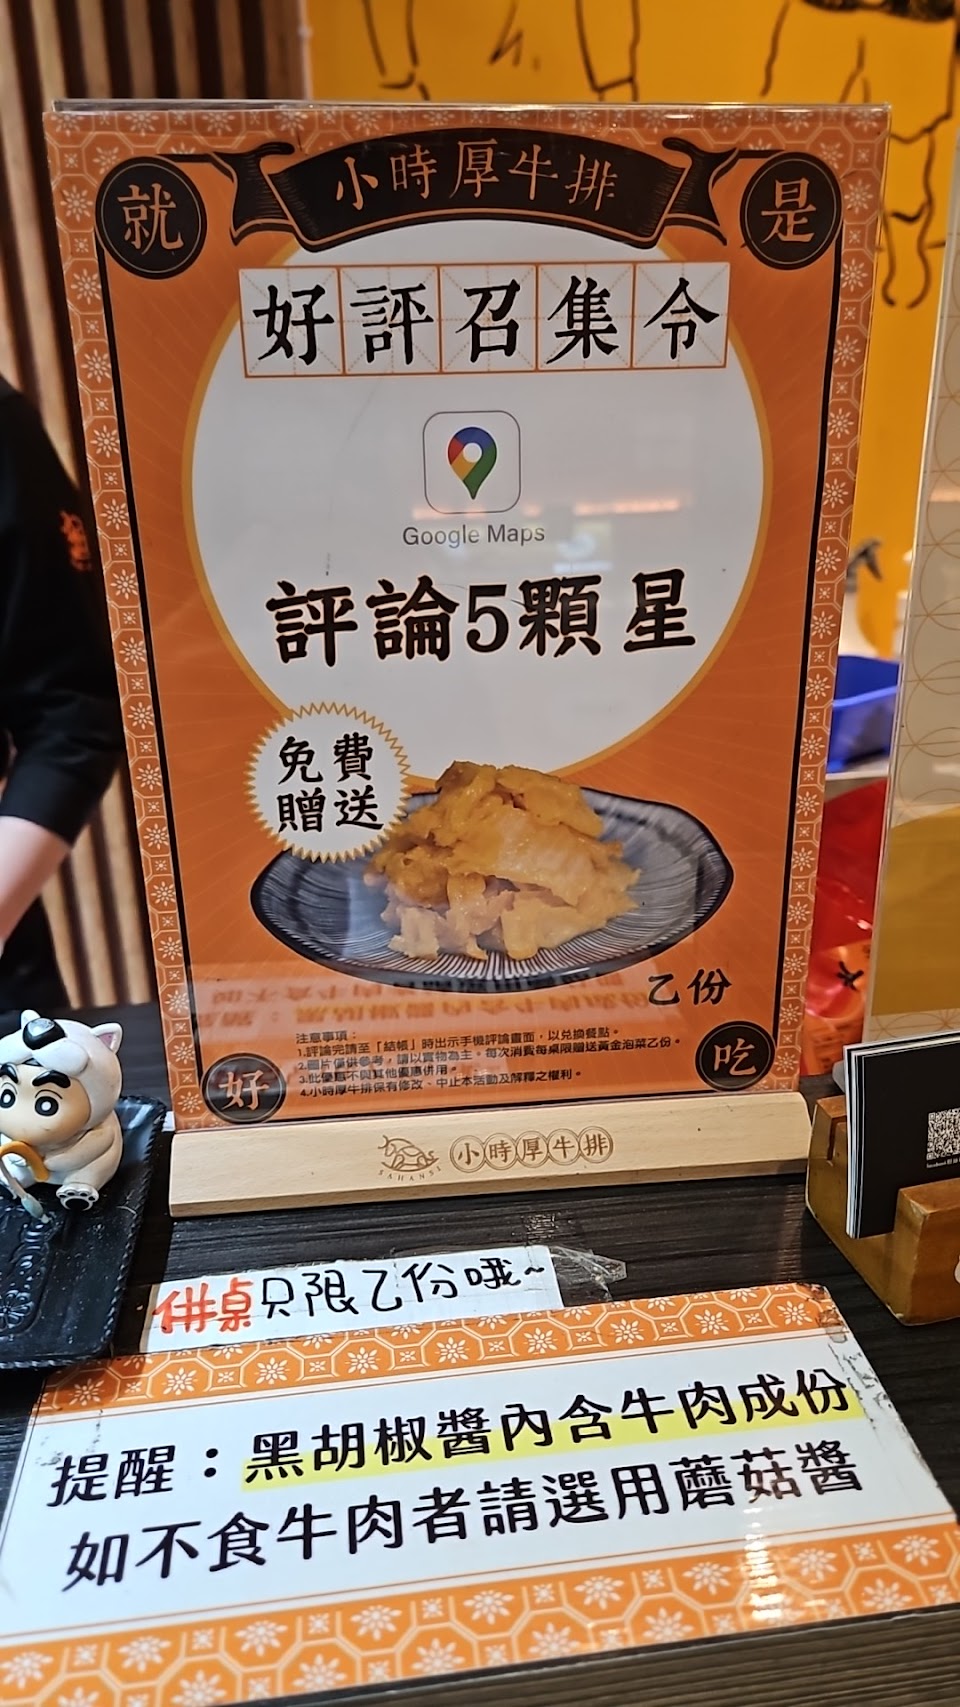 小時厚牛排
就
是
好評召集令
Google Maps
評論5顆星
免費
贈送
乙份
注意事項：
1.評論完請至「結帳」時出示手機評論畫面，以兌換餐點。
2.圖片僅供參考，請以實物為主。每次消費每桌限贈送黃金泡菜乙份。
3.此優惠不與其他優惠併用。
4.小時厚牛排保有修改、中止本活動及解釋之權利。
好
吃
SAHANSI
小時厚牛排
併桌只限乙份哦~
提醒：黑胡椒醬內含牛肉成份
如不食牛肉者請選用蘑菇醬